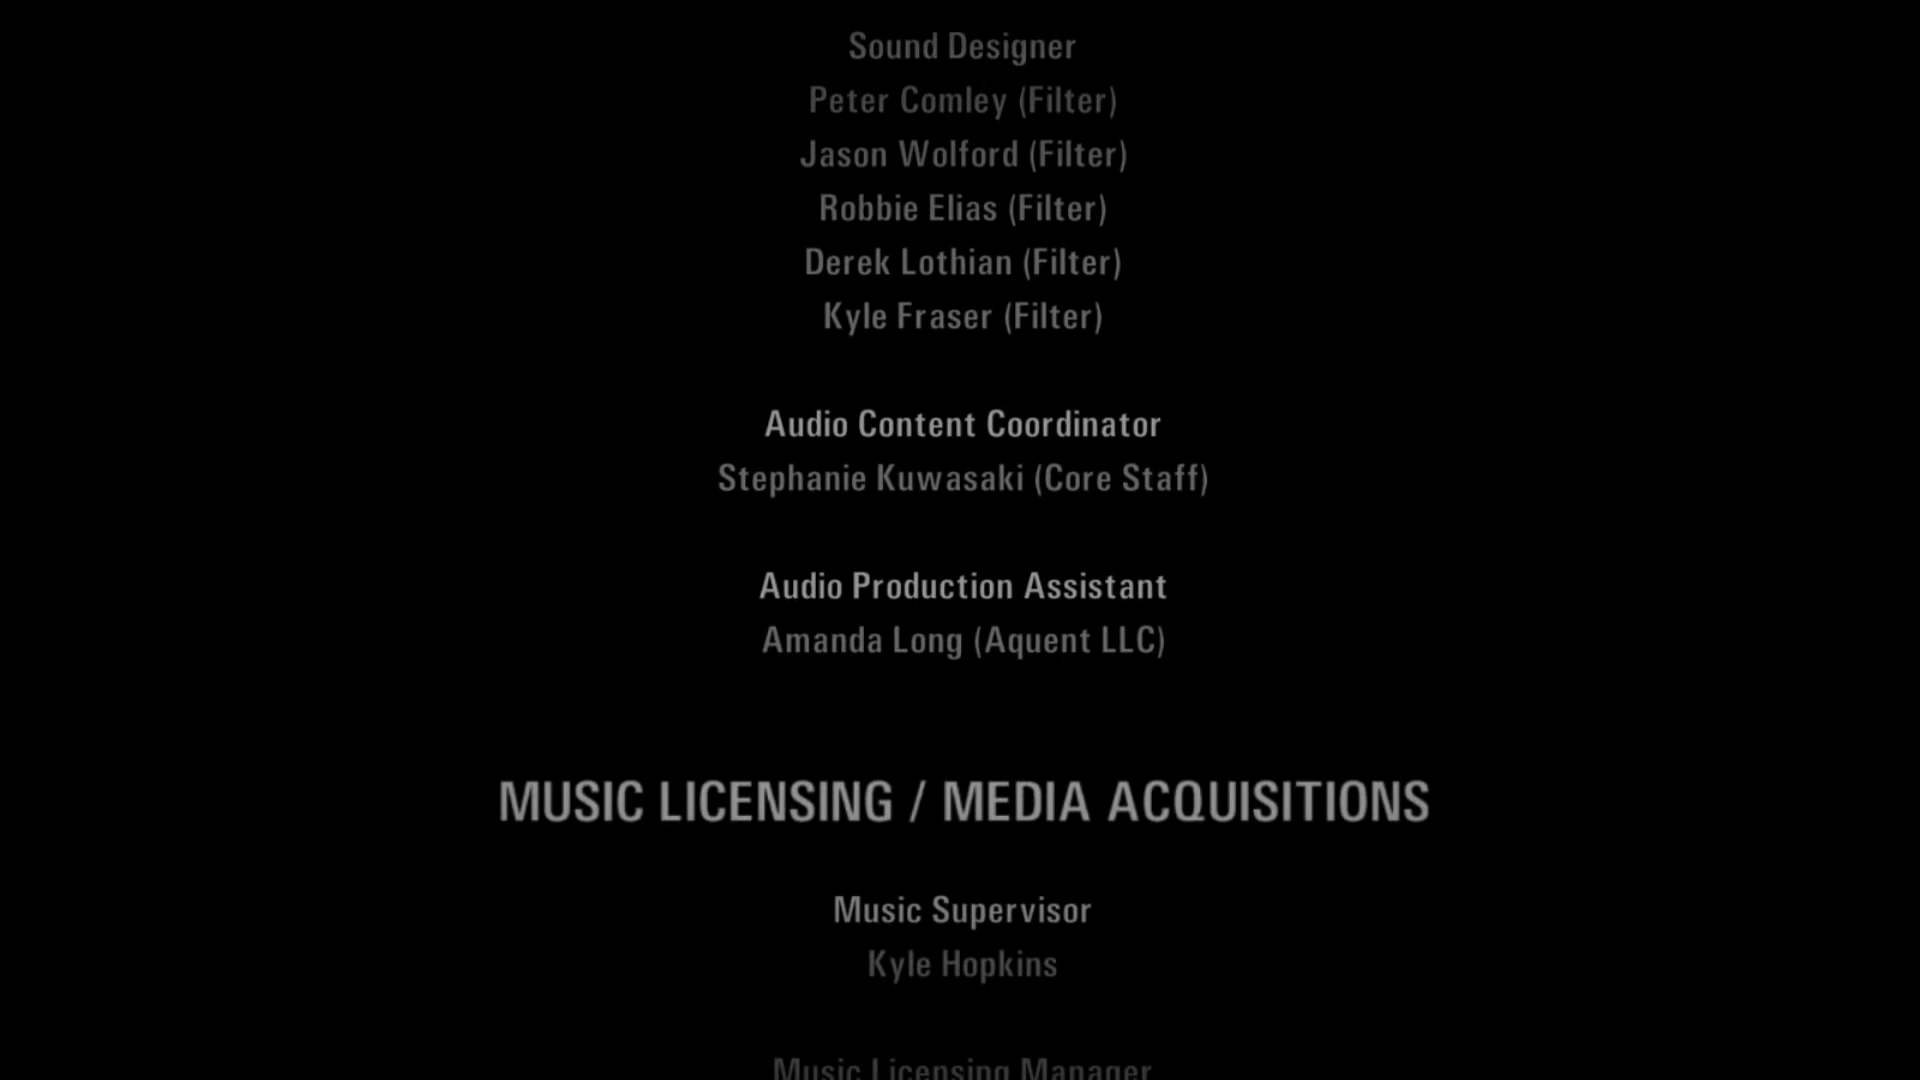 Sound Designer
Peter Comley (Filter)
Jason Wolford (Filter)
Robbie Elias (Filter)
Derek Lothian (Filter)
Kyle Fraser (Filter)
Audio Content Coordinator
Stephanie Kuwasaki (Core Staff)
Audio Production Assistant
Amanda Long (Aquent LLC)
MUSIC LICENSING / MEDIA ACQUISITIONS
Music Supervisor
Kyle Hopkins
Music Licensing Manager